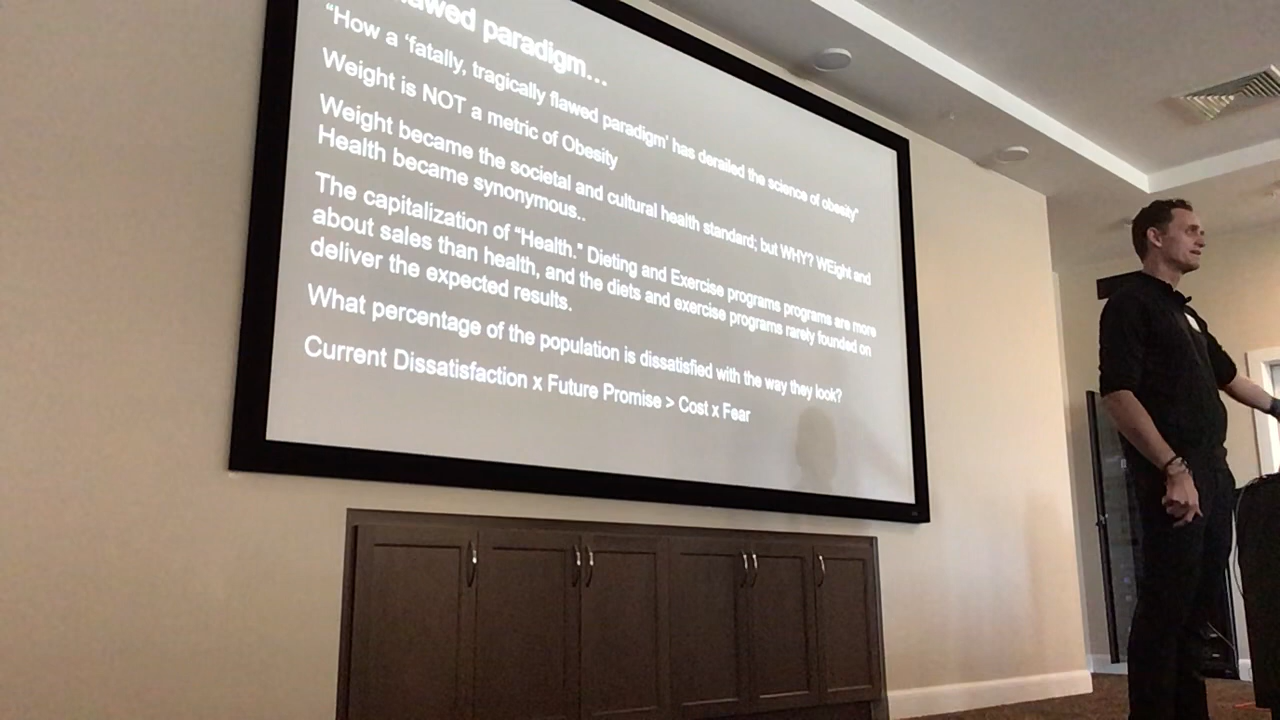 paradigm...
“How a ‘fatally, tragically flawed paradigm’ has derailed the science of obesity”
Weight is NOT a metric of Obesity
Weight became the societal and cultural health standard; but WHY? WEight and
Health became synonymous..
The capitalization of “Health.” Dieting and Exercise programs programs are more
about sales than health, and the diets and exercise programs rarely founded on
deliver the expected results.
What percentage of the population is dissatisfied with the way they look?
Current Dissatisfaction x Future Promise > Cost x Fear